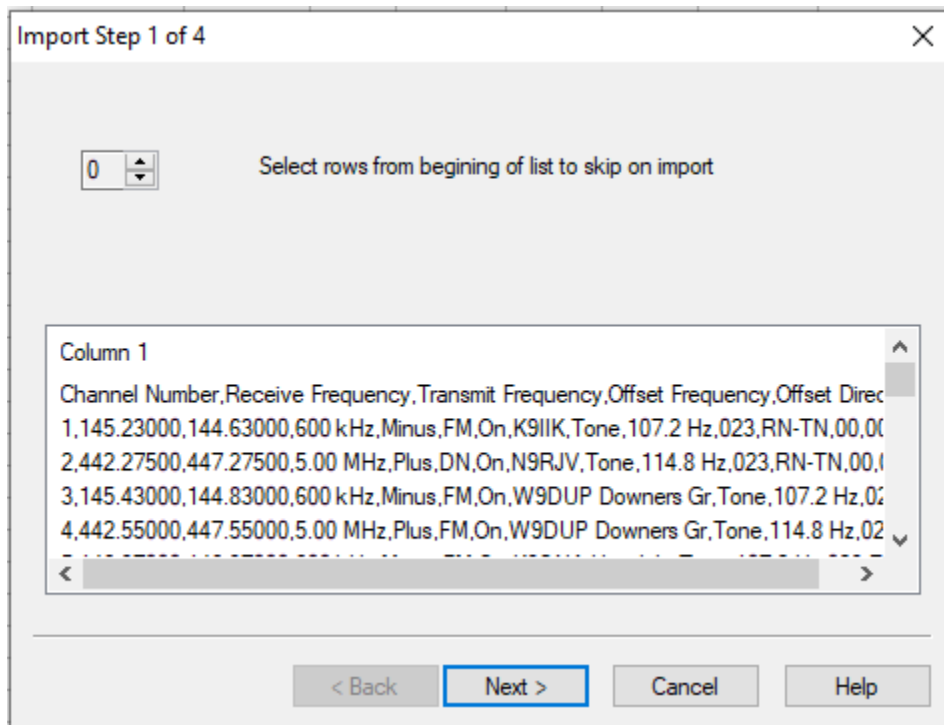 Import Step 1 of 4
0
Select rows from begining of list to skip on import
Column 1
Channel Number,Receive Frequency,Transmit Frequency,Offset Frequency,Offset Direc
1,145.23000,144.63000,600 kHz,Minus,FM,On,K9IIK,Tone,107.2 Hz,023,RN-TN,00,00
2,442.27500,447.27500,5.00 MHz,Plus,DN,On,N9RJV,Tone,114.8 Hz,023,RN-TN,00,
3,145.43000,144.83000,600 kHz,Minus,FM,On,W9DUP Downers Gr,Tone,107.2 Hz,02
4,442.55000,447.55000,5.00 MHz,Plus,FM,On,W9DUP Downers Gr,Tone,114.8 Hz,02
< Back
Next >
Cancel
Help